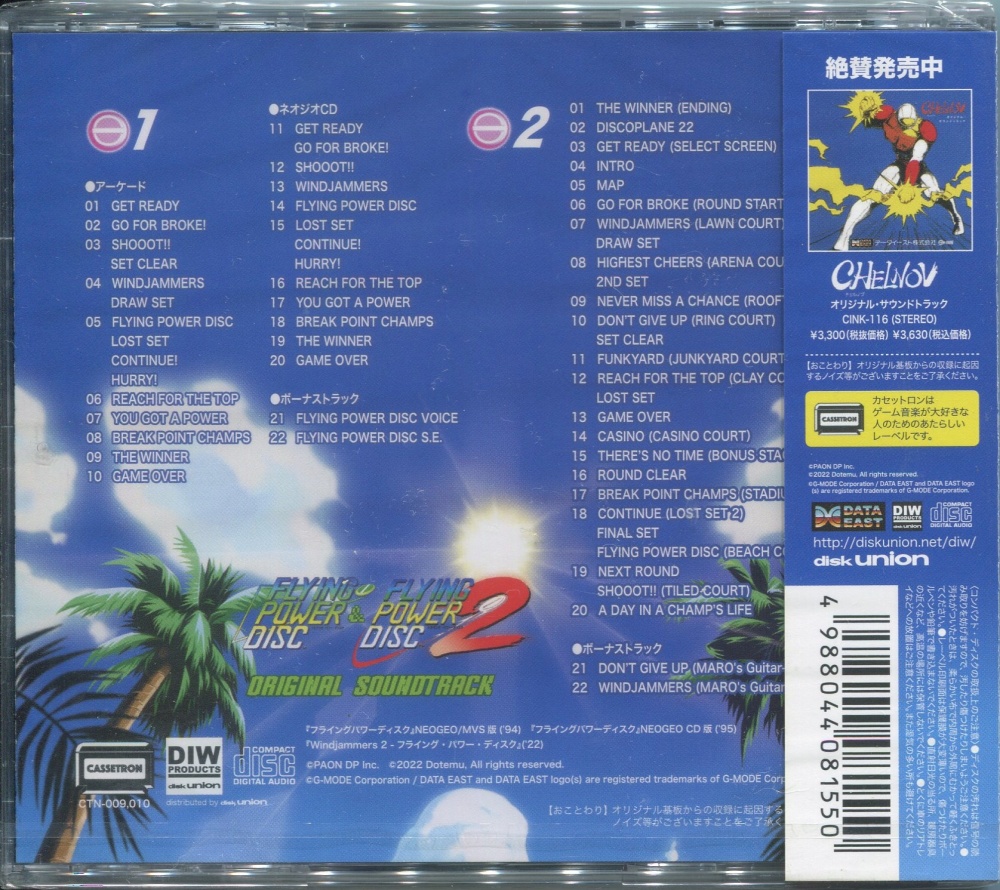 1
●アーケード
01 GET READY
02 GO FOR BROKE!
03 SHOOOT!!
SET CLEAR
04 WINDJAMMERS
DRAW SET
05 FLYING POWER DISC
LOST SET
CONTINUE!
HURRY!
06 REACH FOR THE TOP
07 YOU GOT A POWER
08 BREAK POINT CHAMPS
09 THE WINNER
10 GAME OVER
●ネオジオCD
11 GET READY
GO FOR BROKE!
12 SHOOOT!!
13 WINDJAMMERS
14 FLYING POWER DISC
15 LOST SET
CONTINUE!
HURRY!
16 REACH FOR THE TOP
17 YOU GOT A POWER
18 BREAK POINT CHAMPS
19 THE WINNER
20 GAME OVER
●ボーナストラック
21 FLYING POWER DISC VOICE
22 FLYING POWER DISC S.E.
2
01 THE WINNER (ENDING)
02 DISCOPLANE 22
03 GET READY (SELECT SCREEN)
04 INTRO
05 MAP
06 GO FOR BROKE (ROUND START
07 WINDJAMMERS (LAWN COURT)
DRAW SET
08 HIGHEST CHEERS (ARENA COU
2ND SET
09 NEVER MISS A CHANCE (ROOFT
10 DON'T GIVE UP (RING COURT)
SET CLEAR
11 FUNKYARD (JUNKYARD COURT
12 REACH FOR THE TOP (CLAY CO
LOST SET
13 GAME OVER
14 CASINO (CASINO COURT)
15 THERE'S NO TIME (BONUS STAG
16 ROUND CLEAR
17 BREAK POINT CHAMPS (STADIU
18 CONTINUE (LOST SET 2)
FINAL SET
FLYING POWER DISC (BEACH CO
19 NEXT ROUND
SHOOOT!! (TILED COURT)
20 A DAY IN A CHAMP'S LIFE
●ボーナストラック
21 DON'T GIVE UP (MARO's Guitar-
22 WINDJAMMERS (MARO's Guitar
FLYING POWER DISC & FLYING POWER DISC 2
ORIGINAL SOUNDTRACK
『フライングパワーディスク』NEOGEO/MVS 版('94) 『フライングパワーディスク』NEOGEO CD 版('95)
『Windjammers 2 - フライング・パワー・ディスク』('22)
©PAON DP Inc. ©2022 Dotemu. All rights reserved.
©G-MODE Corporation / DATA EAST and DATA EAST logo(s) are registered trademarks of G-MODE Corp
【おことわり】オリジナル基板からの収録に起因する
ノイズ等がございますことをご了承く
CASSETRON
CTN-009,010
DIW
PRODUCTS
disk union
COMPACT
disc
DIGITAL AUDIO
distributed by disk union
絶賛発売中
CHELNOV
データイースト株式会社
CHELNOV
チェルノブ
オリジナル・サウンドトラック
CINK-116 (STEREO)
¥3,300(税抜価格) ¥3,630(税込価格)
【おことわり】オリジナル基板からの収録に起因
するノイズ等がございますことをご了承ください。
CASSETRON
カセットロンは
ゲーム音楽が大好きな
人のためのあたらしい
レーベルです。
©PAON DP Inc.
©2022 Dotemu. All rights reserved.
©G-MODE Corporation / DATA EAST and DATA EAST logo
(s) are registered trademarks of G-MODE Corporation.
DATA EAST
DIW
PRODUCTS
disk union
COMPACT
disc
DIGITAL AUDIO
http://diskunion.net/diw/
disk union
4 988044 081550